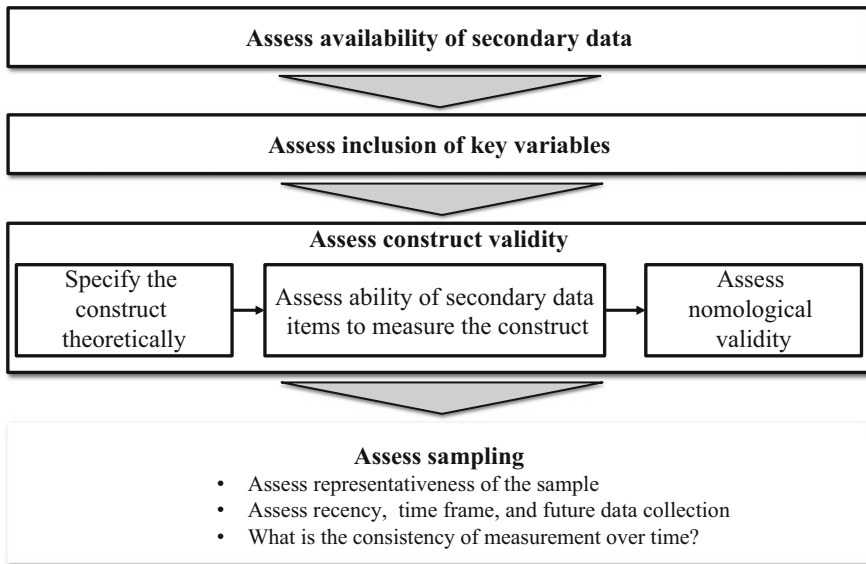 Assess availability of secondary data
Assess inclusion of key variables
Assess construct validity
Specify the
construct
theoretically
Assess ability of secondary data
items to measure the construct
Assess
nomological
validity
Assess sampling
• Assess representativeness of the sample
• Assess recency, time frame, and future data collection
• What is the consistency of measurement over time?